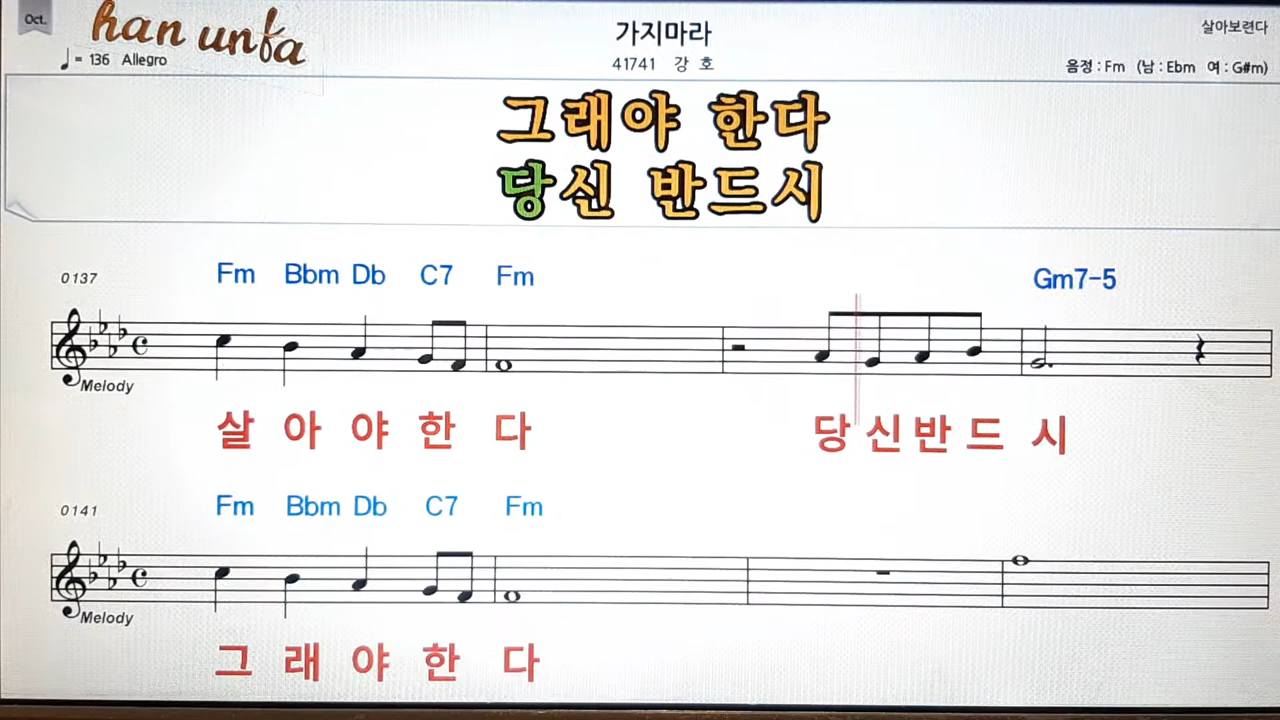 Oct.
han unfa
가지마라
살아보련다
= 136 Allegro
41741 강 호
음정 : Fm (남 : Ebm 여 : G#m)
그래야 한다
당신 반드시
0137
Fm Bbm Db C7 Fm Gm7-5
Melody
살 아 야 한 다 당 신 반 드 시
0141
Fm Bbm Db C7 Fm
Melody
그 래 야 한 다